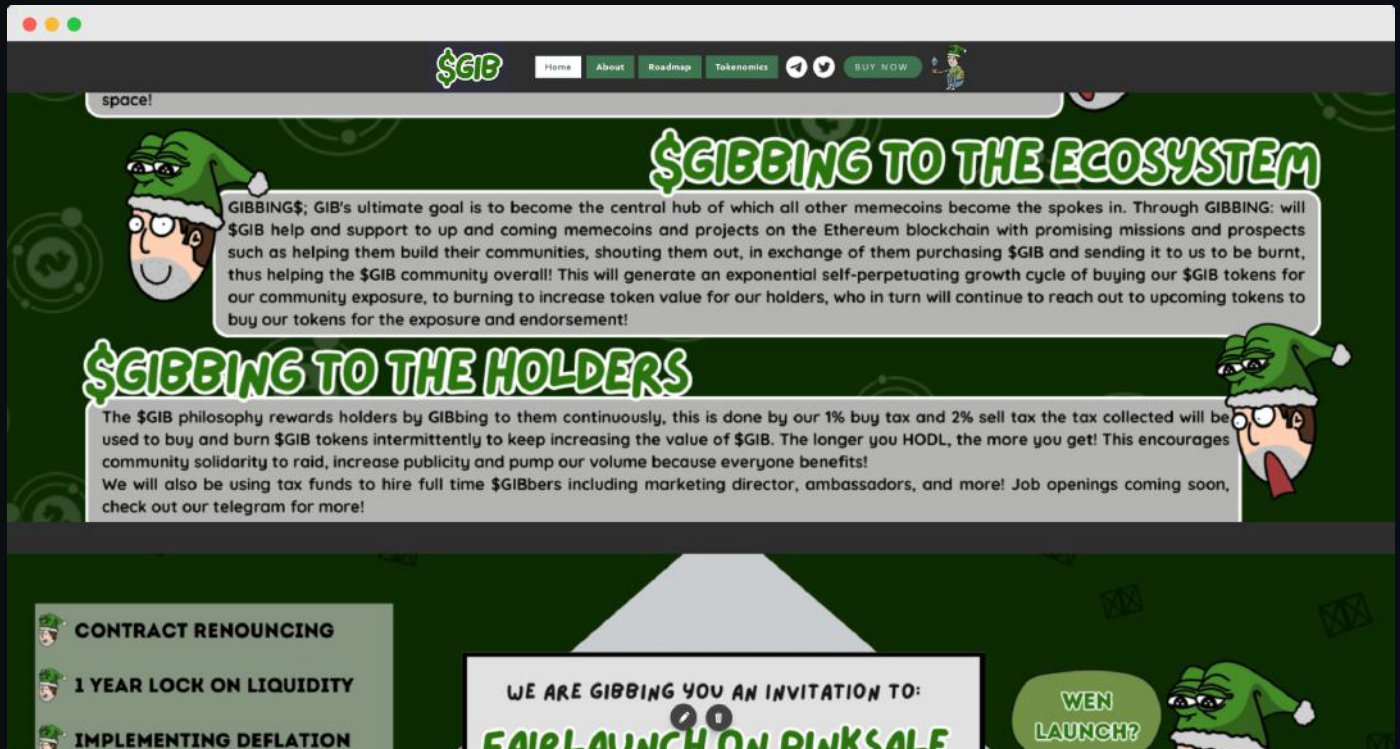 $GIB
Home
About
Roadmap
Tokenomics
BUY NOW
space!
$GIBBING TO THE ECOSYSTEM
GIBBING$; GIB's ultimate goal is to become the central hub of which all other memecoins become the spokes in. Through GIBBING: will
$GIB help and support to up and coming memecoins and projects on the Ethereum blockchain with promising missions and prospects
such as helping them build their communities, shouting them out, in exchange of them purchasing $GIB and sending it to us to be burnt,
thus helping the $GIB community overall! This will generate an exponential self-perpetuating growth cycle of buying our $GIB tokens for
our community exposure, to burning to increase token value for our holders, who in turn will continue to reach out to upcoming tokens to
buy our tokens for the exposure and endorsement!
$GIBBING TO THE HOLDERS
The $GIB philosophy rewards holders by GIBbing to them continuously, this is done by our 1% buy tax and 2% sell tax the tax collected will be
used to buy and burn $GIB tokens intermittently to keep increasing the value of $GIB. The longer you HODL, the more you get! This encourages
community solidarity to raid, increase publicity and pump our volume because everyone benefits!
We will also be using tax funds to hire full time $GIBbers including marketing director, ambassadors, and more! Job openings coming soon,
check out our telegram for more!
CONTRACT RENOUNCING
1 YEAR LOCK ON LIQUIDITY
IMPLEMENTING DEFLATION
WE ARE GIBBING YOU AN INVITATION TO:
FAIRLAUNCH ON PINKSALE
WEN
LAUNCH?